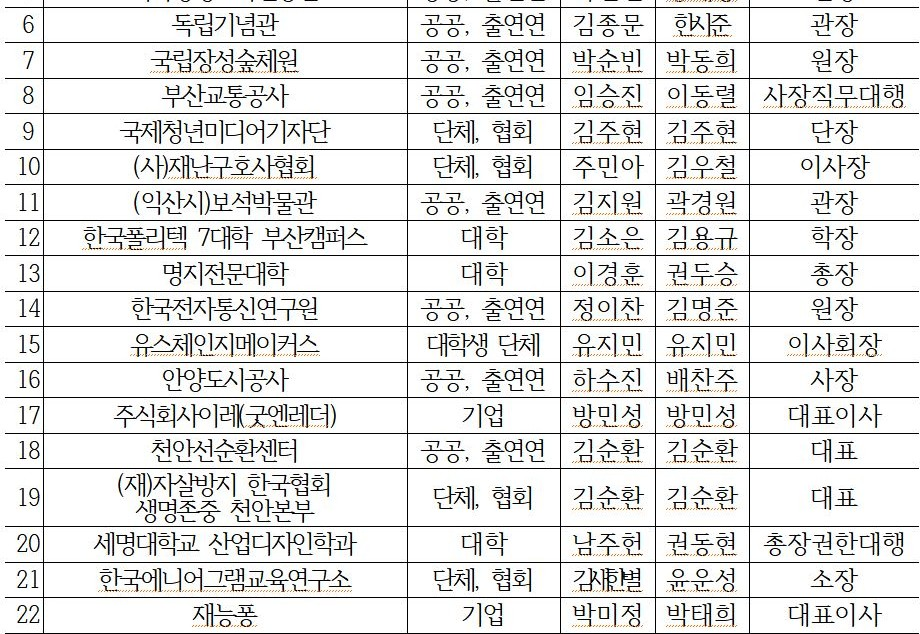 6 독립기념관 공공, 출연연 김종문 한시준 관장
7 국립장성숲체원 공공, 출연연 박순빈 박동희 원장
8 부산교통공사 공공, 출연연 임승진 이동렬 사장직무대행
9 국제청년미디어기자단 단체, 협회 김주현 김주현 단장
10 (사)재난구호사협회 단체, 협회 주민아 김우철 이사장
11 (익산시)보석박물관 공공, 출연연 김지원 곽경원 관장
12 한국폴리텍 7대학 부산캠퍼스 대학 김소은 김용규 학장
13 명지전문대학 대학 이경훈 권두승 총장
14 한국전자통신연구원 공공, 출연연 정이찬 김명준 원장
15 유스체인지메이커스 대학생 단체 유지민 유지민 이사회장
16 안양도시공사 공공, 출연연 하수진 배찬주 사장
17 주식회사이레(굿엔레더) 기업 방민성 방민성 대표이사
18 천안선순환센터 공공, 출연연 김순환 김순환 대표
19 (재)자살방지 한국협회
생명존중 천안본부 단체, 협회 김순환 김순환 대표
20 세명대학교 산업디자인학과 대학 남주헌 권동현 총장권한대행
21 한국에니어그램교육연구소 단체, 협회 김새한별 윤운성 소장
22 재능퐁 기업 박미정 박태희 대표이사